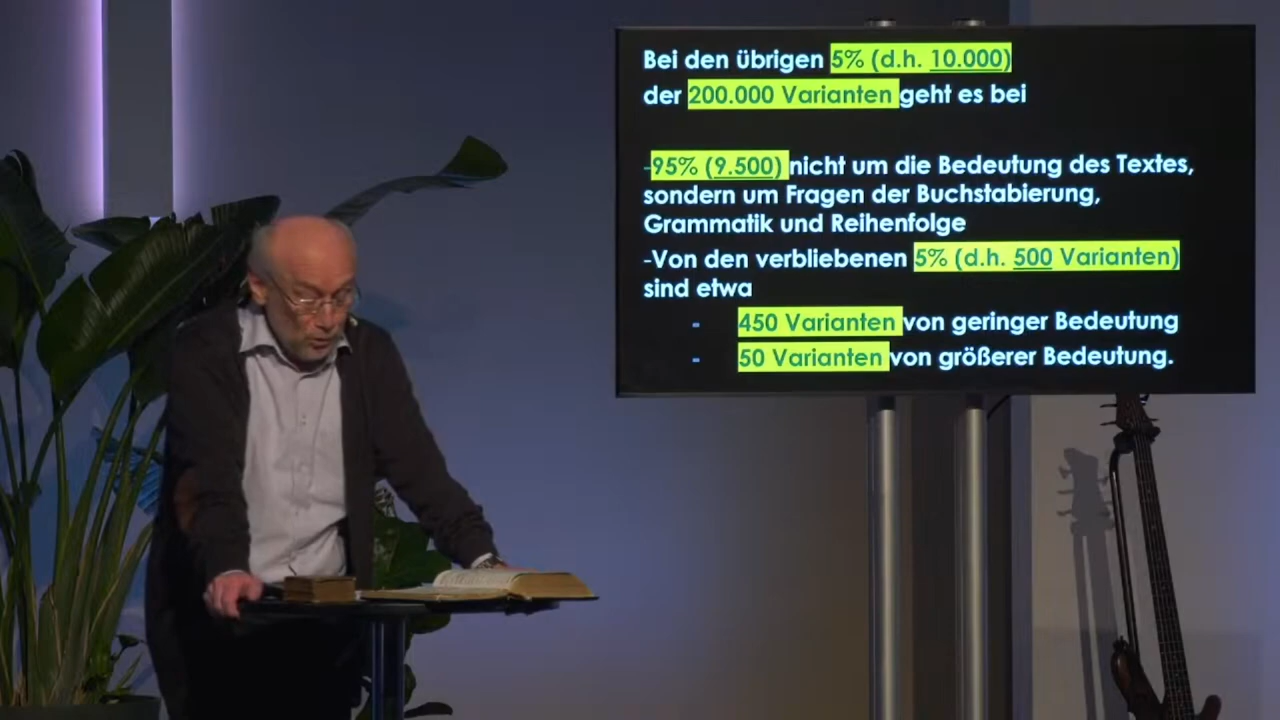 Bei den übrigen 5% (d.h. 10.000)
der 200.000 Varianten geht es bei
-95% (9.500) nicht um die Bedeutung des Textes,
sondern um Fragen der Buchstabierung,
Grammatik und Reihenfolge
-Von den verbliebenen 5% (d.h. 500 Varianten)
sind etwa
- 450 Varianten von geringer Bedeutung
- 50 Varianten von größerer Bedeutung.